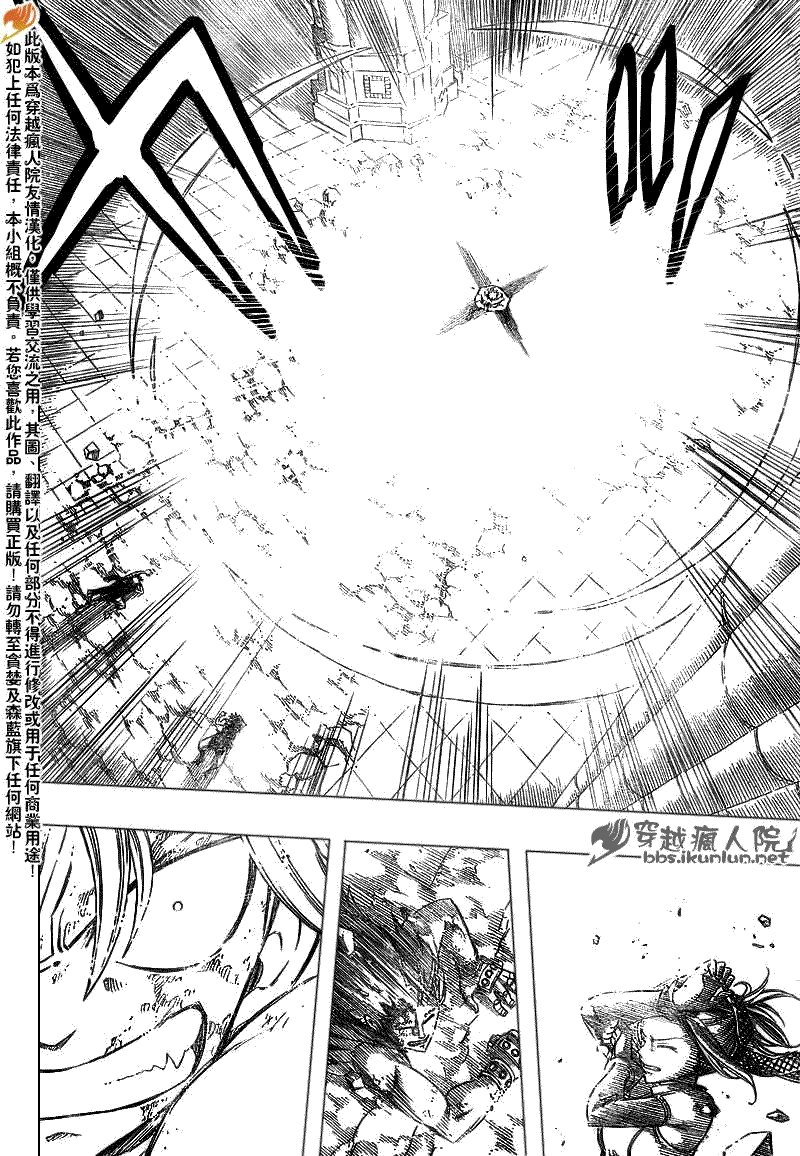 此版本爲穿越瘋人院友情漢化，僅供學習交流之用，其圖、翻譯以及任何部分不得進行修改或用于任何商業用途！
如犯上任何法律責任，本小組概不負責。若您喜歡此作品，請購買正版！請勿轉至貪婪及森藍旗下任何網站！
穿越瘋人院
bbs.ikunlun.net